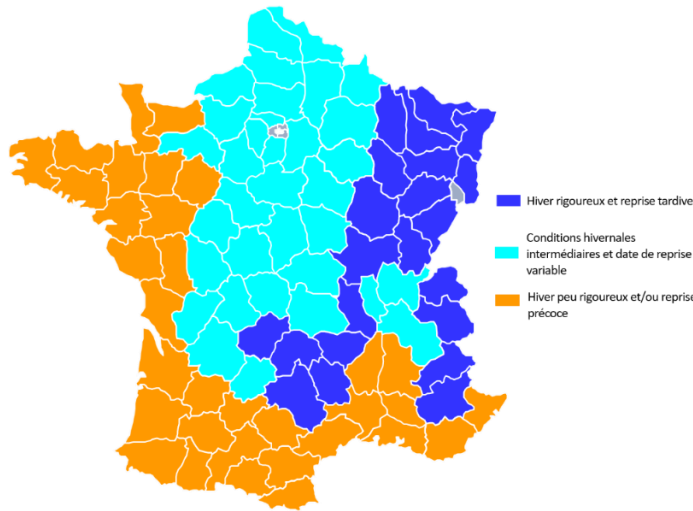 Hiver rigoureux et reprise tardive
Conditions hivernales
intermédiaires et date de reprise
variable
Hiver peu rigoureux et/ou reprise
précoce